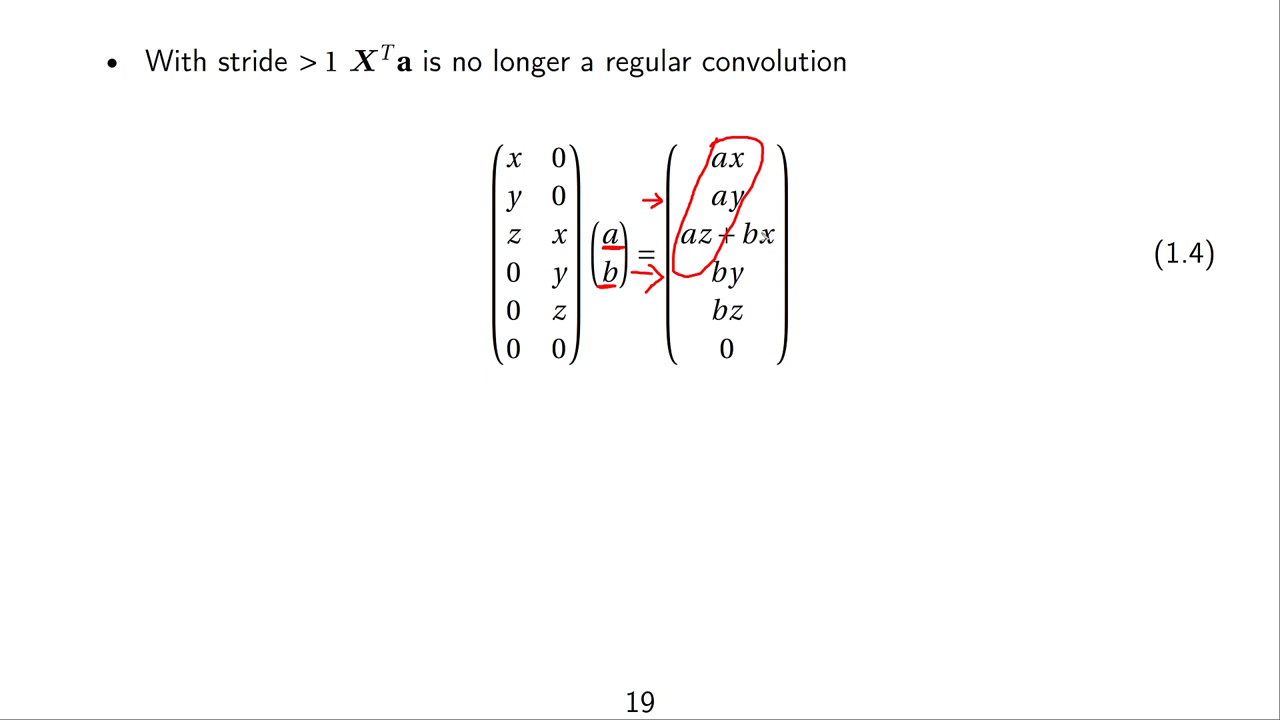 • With stride > 1 XᵀA is no longer a regular convolution
x 0 ax
y 0 ay
z x (a) = az + bx (1.4)
0 y (b) by
0 z bz
0 0 0
19